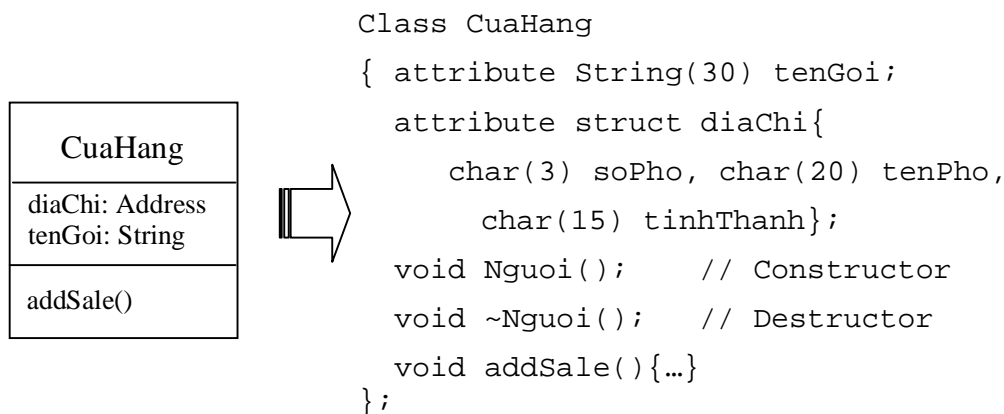 CuaHang
diaChi: Address
tenGoi: String
addSale()
Class CuaHang
{ attribute String(30) tenGoi;
attribute struct diaChi{
char(3) soPho, char(20) tenPho,
char(15) tinhThanh};
void Nguoi(); // Constructor
void ~Nguoi(); // Destructor
void addSale(){…}
};